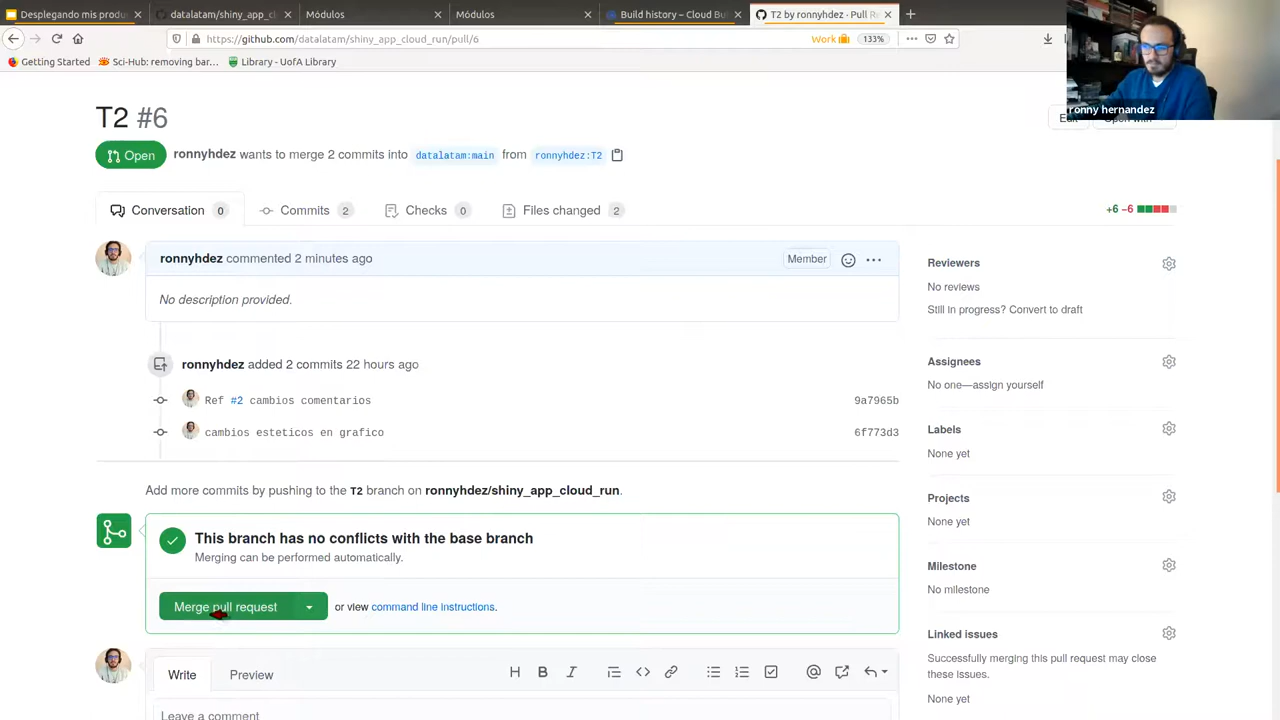 Desplegando mis produ
datalatam/shiny_app_cl
Módulos
Módulos
Build history – Cloud Bu
T2 by ronnyhdez · Pull R
https://github.com/datalatam/shiny_app_cloud_run/pull/6
Work
133%
Getting Started
Sci-Hub: removing bar...
Library - UofA Library
ronny hernandez
T2 #6
Open
ronnyhdez wants to merge 2 commits into datalatam:main from ronnyhdez:T2
Conversation 0
Commits 2
Checks 0
Files changed 2
+6 −6
ronnyhdez commented 2 minutes ago
Member
No description provided.
ronnyhdez added 2 commits 22 hours ago
Ref #2 cambios comentarios
9a7965b
cambios esteticos en grafico
6f773d3
Add more commits by pushing to the T2 branch on ronnyhdez/shiny_app_cloud_run.
This branch has no conflicts with the base branch
Merging can be performed automatically.
Merge pull request
or view command line instructions.
Write
Preview
Leave a comment
Reviewers
No reviews
Still in progress? Convert to draft
Assignees
No one—assign yourself
Labels
None yet
Projects
None yet
Milestone
No milestone
Linked issues
Successfully merging this pull request may close
these issues.
None yet